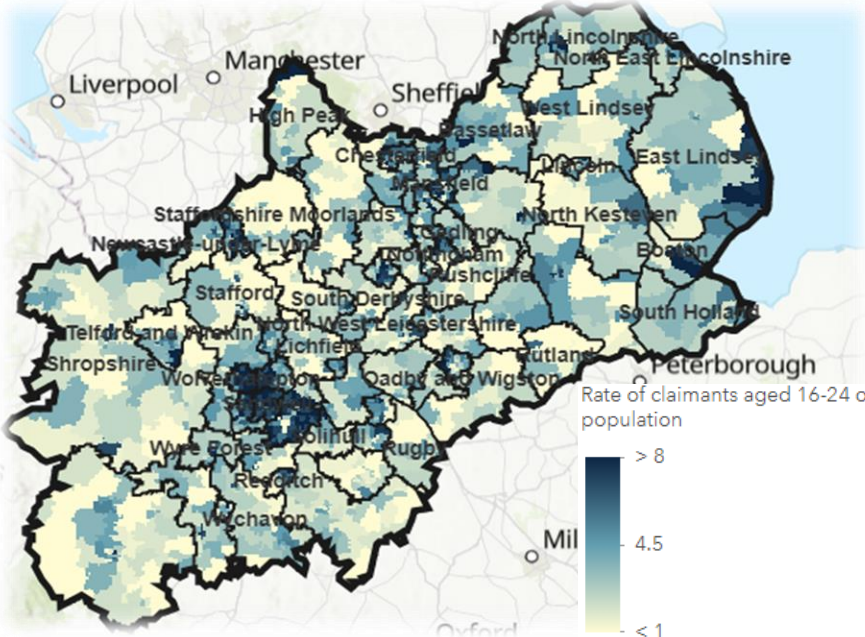 North Lincolnshire
North East Lincolnshire
Manchester
Liverpool
Sheffiel
High Peak
West Lindsey
Bassetlaw
Chesterfield
Lincoln
East Lindsey
Mansfield
Staffordshire Moorlands
North Kesteven
Newcastle-under-Lyme
Gedling
Nottingham
Boston
Rushcliffe
Stafford
South Derbyshire
South Holland
North West Leicestershire
Telford and Wrekin
Lichfield
Rutland
Shropshire
Peterborough
Wolverhampton
Oadby and Wigston
Rate of claimants aged 16-24 o
population
Solihull
Wyre Forest
Rugby
> 8
Redditch
Wychavon
4.5
Mil
Oxford
< 1